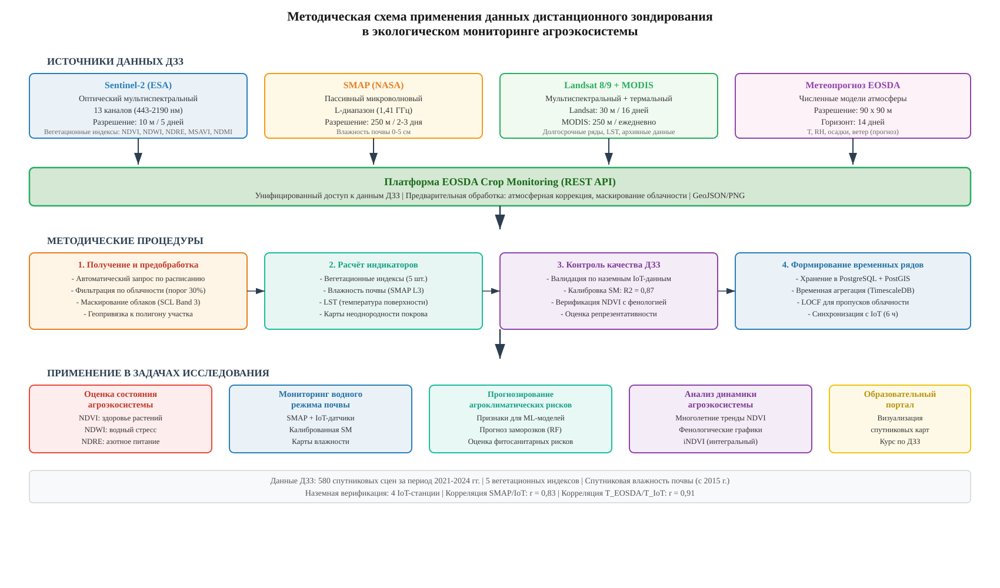 Методическая схема применения данных дистанционного зондирования
в экологическом мониторинге агроэкосистемы
ИСТОЧНИКИ ДАННЫХ ДЗЗ
Sentinel-2 (ESA)
Оптический мультиспектральный
13 каналов (443-2190 нм)
Разрешение: 10 м / 5 дней
Вегетационные индексы: NDVI, NDWI, NDRE, MSAVI, NDMI
SMAP (NASA)
Пассивный микроволновый
L-диапазон (1,41 ГГц)
Разрешение: 250 м / 2-3 дня
Влажность почвы 0-5 см
Landsat 8/9 + MODIS
Мультиспектральный + термальный
Landsat: 30 м / 16 дней
MODIS: 250 м / ежедневно
Долгосрочные ряды, LST, архивные данные
Метеопрогноз EOSDA
Численные модели атмосферы
Разрешение: 90 x 90 м
Горизонт: 14 дней
T, RH, осадки, ветер (прогноз)
Платформа EOSDA Crop Monitoring (REST API)
Унифицированный доступ к данным ДЗЗ | Предварительная обработка: атмосферная коррекция, маскирование облачности | GeoJSON/PNG
МЕТОДИЧЕСКИЕ ПРОЦЕДУРЫ
1. Получение и предобработка
- Автоматический запрос по расписанию
- Фильтрация по облачности (порог 30%)
- Маскирование облаков (SCL Band 3)
- Геопривязка к полигону участка
2. Расчёт индикаторов
- Вегетационные индексы (5 шт.)
- Влажность почвы (SMAP L3)
- LST (температура поверхности)
- Карты неоднородности покрова
3. Контроль качества ДЗЗ
- Валидация по наземным IoT-данным
- Калибровка SM: R2 = 0,87
- Верификация NDVI с фенологией
- Оценка репрезентативности
4. Формирование временных рядов
- Хранение в PostgreSQL + PostGIS
- Временная агрегация (TimescaleDB)
- LOCF для пропусков облачности
- Синхронизация с IoT (6 ч)
ПРИМЕНЕНИЕ В ЗАДАЧАХ ИССЛЕДОВАНИЯ
Оценка состояния
агроэкосистемы
NDVI: здоровье растений
NDWI: водный стресс
NDRE: азотное питание
Мониторинг водного
режима почвы
SMAP + IoT-датчики
Калиброванная SM
Карты влажности
Прогнозирование
агроклиматических рисков
Признаки для ML-моделей
Прогноз заморозков (RF)
Оценка фитосанитарных рисков
Анализ динамики
агроэкосистемы
Многолетние тренды NDVI
Фенологические графики
iNDVI (интегральный)
Образовательный
портал
Визуализация
спутниковых карт
Курс по ДЗЗ
Данные ДЗЗ: 580 спутниковых сцен за период 2021-2024 гг. | 5 вегетационных индексов | Спутниковая влажность почвы (с 2015 г.)
Наземная верификация: 4 IoT-станции | Корреляция SMAP/IoT: r = 0,83 | Корреляция T_EOSDA/T_IoT: r = 0,91